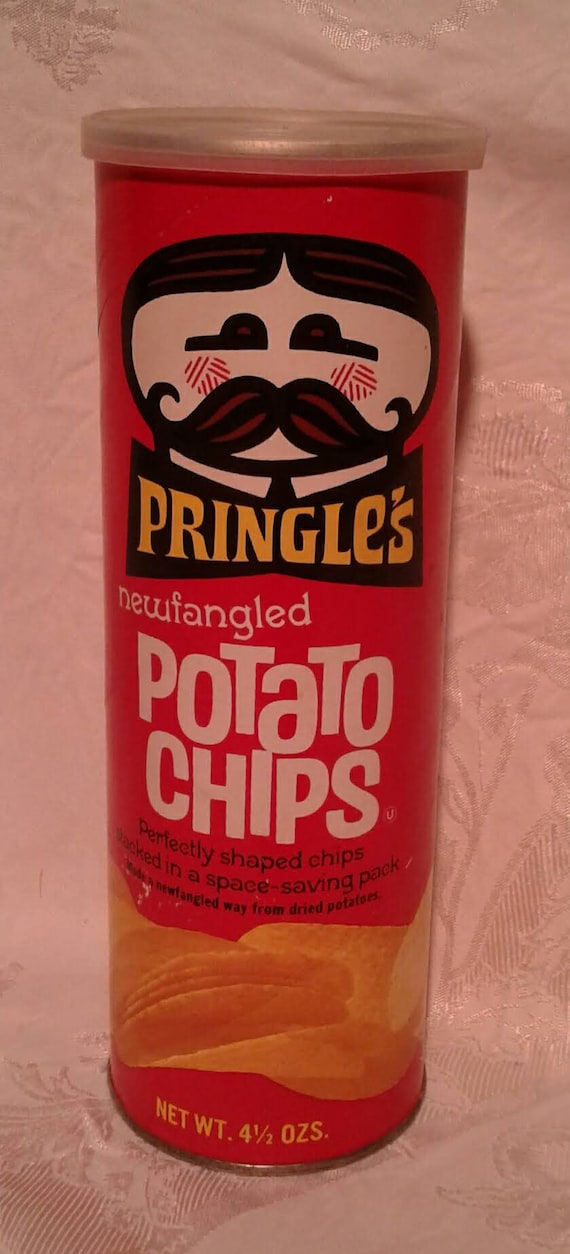 PRINGLe's
newfangled
POTaTO
CHIPS
U
Perfectly shaped chips
stacked in a space-saving pack
Made a newfangled way from dried potatoes.
NET WT. 4½ OZS.